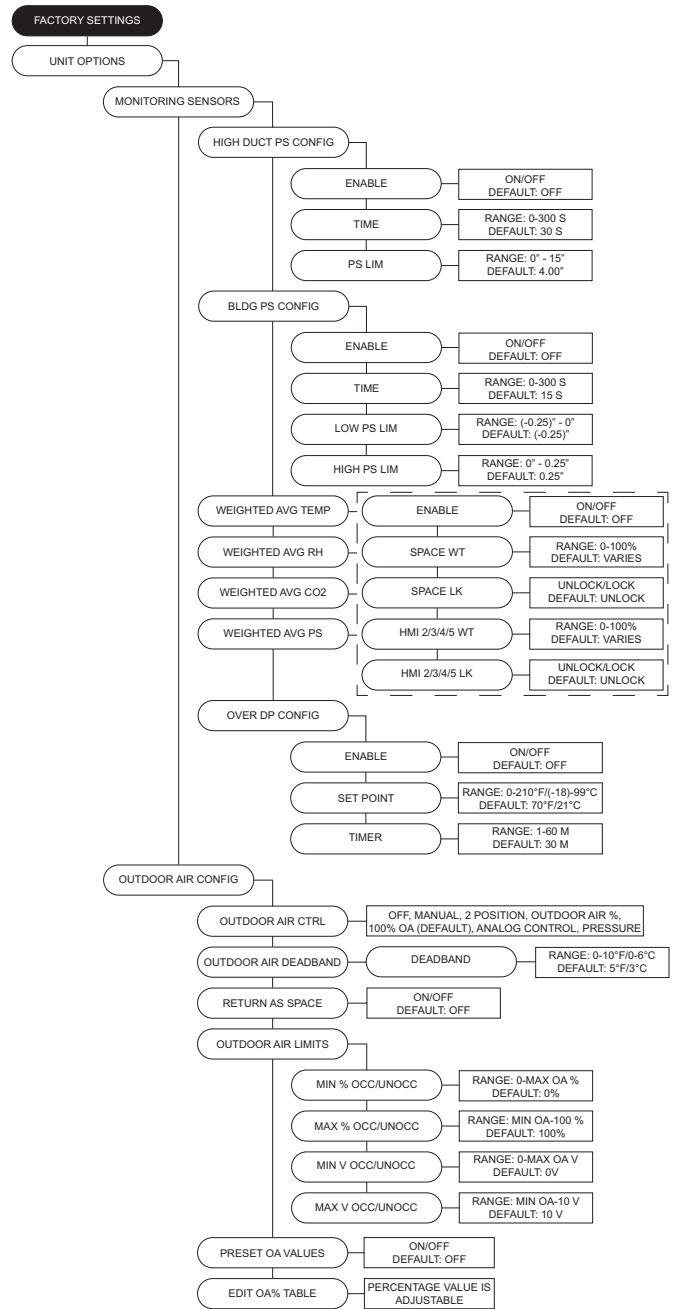 FACTORY SETTINGS
UNIT OPTIONS
MONITORING SENSORS
HIGH DUCT PS CONFIG
ENABLE
ON/OFF
DEFAULT: OFF
TIME
RANGE: 0-300 S
DEFAULT: 30 S
PS LIM
RANGE: 0” - 15”
DEFAULT: 4.00”
BLDG PS CONFIG
ENABLE
ON/OFF
DEFAULT: OFF
TIME
RANGE: 0-300 S
DEFAULT: 15 S
LOW PS LIM
RANGE: (-0.25)” - 0”
DEFAULT: (-0.25)”
HIGH PS LIM
RANGE: 0” - 0.25”
DEFAULT: 0.25”
WEIGHTED AVG TEMP
ENABLE
ON/OFF
DEFAULT: OFF
WEIGHTED AVG RH
SPACE WT
RANGE: 0-100%
DEFAULT: VARIES
WEIGHTED AVG CO2
SPACE LK
UNLOCK/LOCK
DEFAULT: UNLOCK
WEIGHTED AVG PS
HMI 2/3/4/5 WT
RANGE: 0-100%
DEFAULT: VARIES
HMI 2/3/4/5 LK
UNLOCK/LOCK
DEFAULT: UNLOCK
OVER DP CONFIG
ENABLE
ON/OFF
DEFAULT: OFF
SET POINT
RANGE: 0-210°F/(-18)-99°C
DEFAULT: 70°F/21°C
TIMER
RANGE: 1-60 M
DEFAULT: 30 M
OUTDOOR AIR CONFIG
OUTDOOR AIR CTRL
OFF, MANUAL, 2 POSITION, OUTDOOR AIR %,
100% OA (DEFAULT), ANALOG CONTROL, PRESSURE
OUTDOOR AIR DEADBAND
DEADBAND
RANGE: 0-10°F/0-6°C
DEFAULT: 5°F/3°C
RETURN AS SPACE
ON/OFF
DEFAULT: OFF
OUTDOOR AIR LIMITS
MIN % OCC/UNOCC
RANGE: 0-MAX OA %
DEFAULT: 0%
MAX % OCC/UNOCC
RANGE: MIN OA-100 %
DEFAULT: 100%
MIN V OCC/UNOCC
RANGE: 0-MAX OA V
DEFAULT: 0V
MAX V OCC/UNOCC
RANGE: MIN OA-10 V
DEFAULT: 10 V
PRESET OA VALUES
ON/OFF
DEFAULT: OFF
EDIT OA% TABLE
PERCENTAGE VALUE IS
ADJUSTABLE